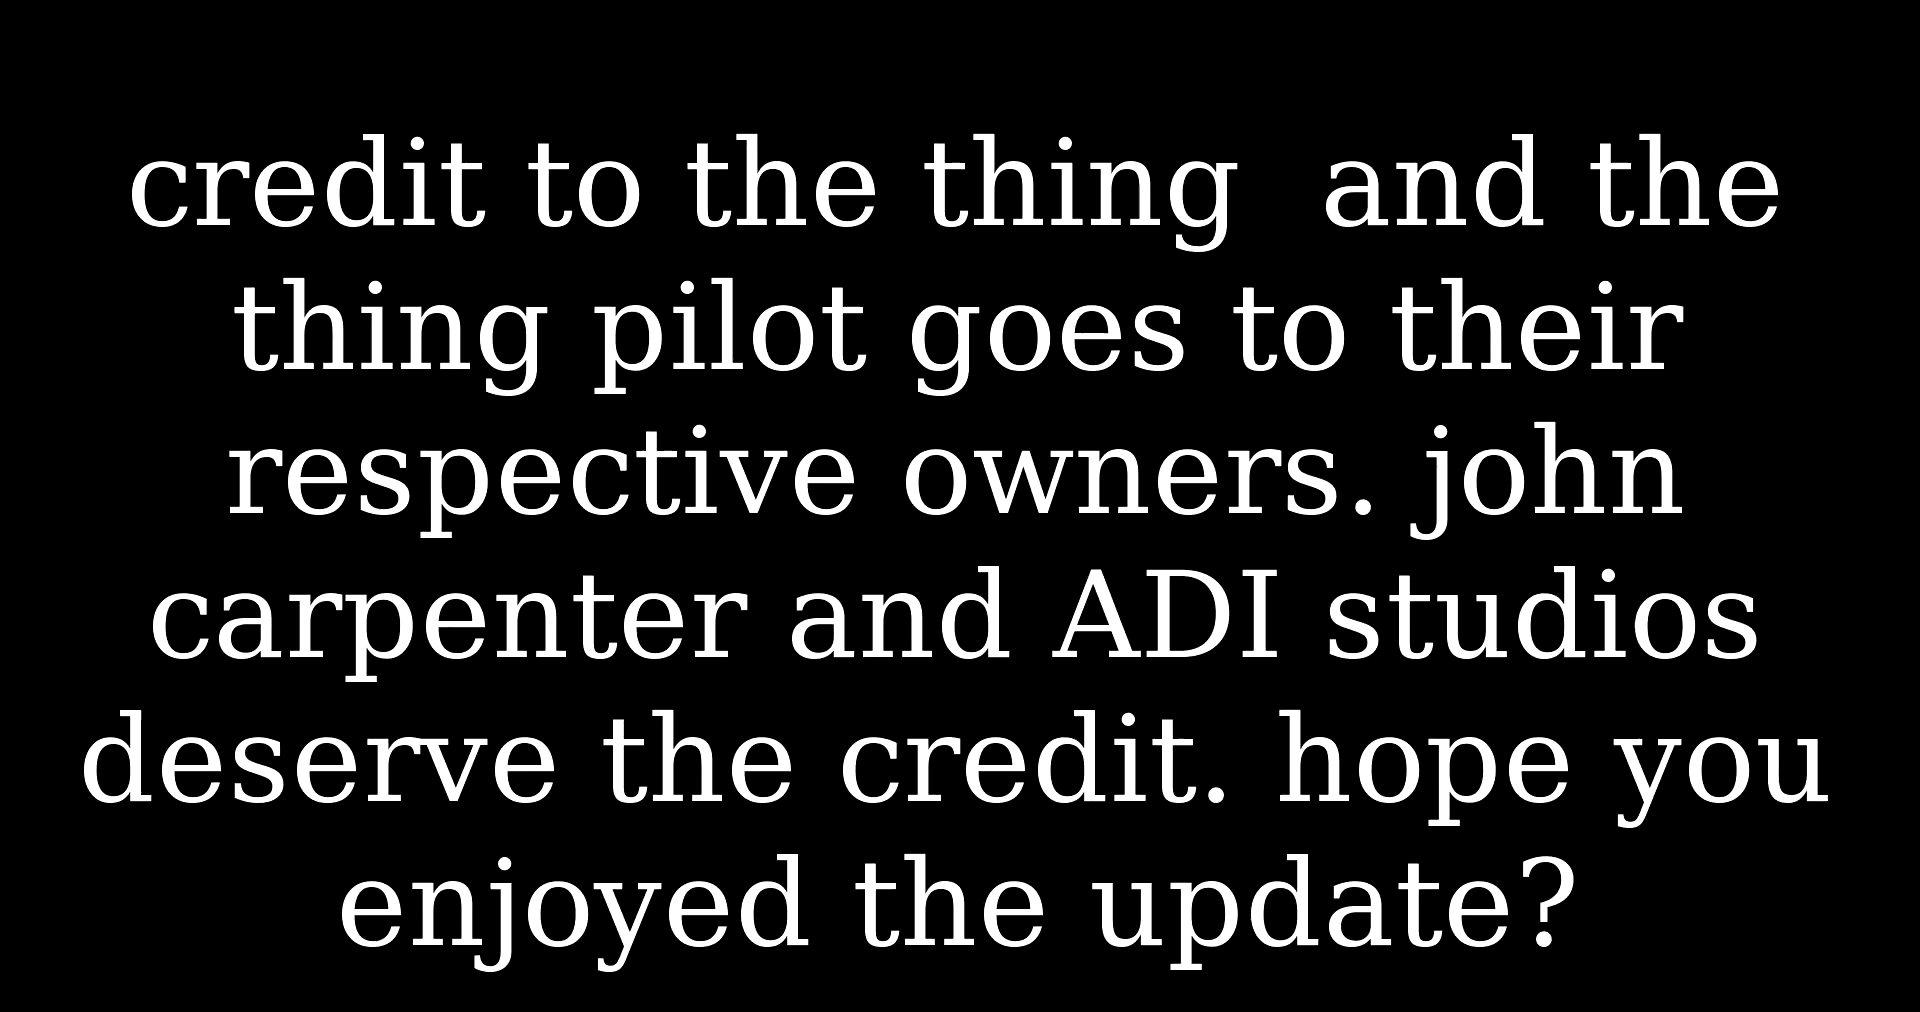 credit to the thing  and the
thing pilot goes to their
respective owners. john
carpenter and ADI studios
deserve the credit. hope you
enjoyed the update?